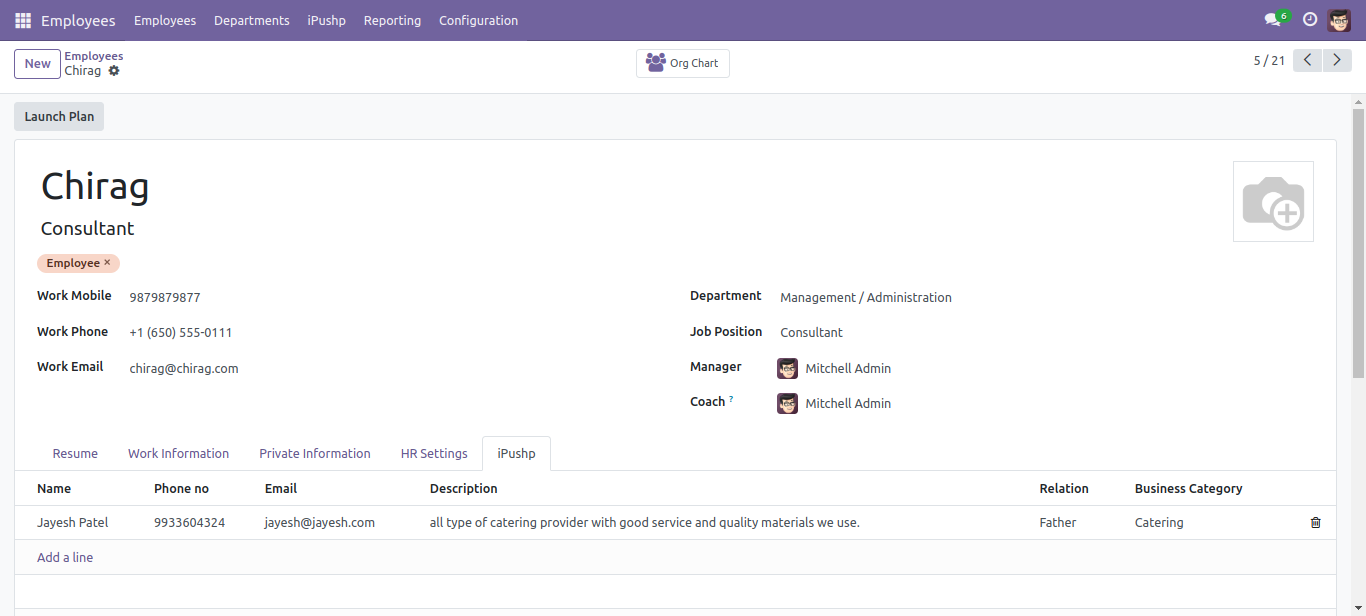 Employees Employees Departments iPushp Reporting Configuration 6
New Employees Org Chart 5 / 21
Chirag
Launch Plan
Chirag
Consultant
Employee ×
Work Mobile 9879879877 Department Management / Administration
Work Phone +1 (650) 555-0111 Job Position Consultant
Work Email chirag@chirag.com Manager Mitchell Admin
Coach ? Mitchell Admin
Resume Work Information Private Information HR Settings iPushp
Name Phone no Email Description Relation Business Category
Jayesh Patel 9933604324 jayesh@jayesh.com all type of catering provider with good service and quality materials we use. Father Catering
Add a line